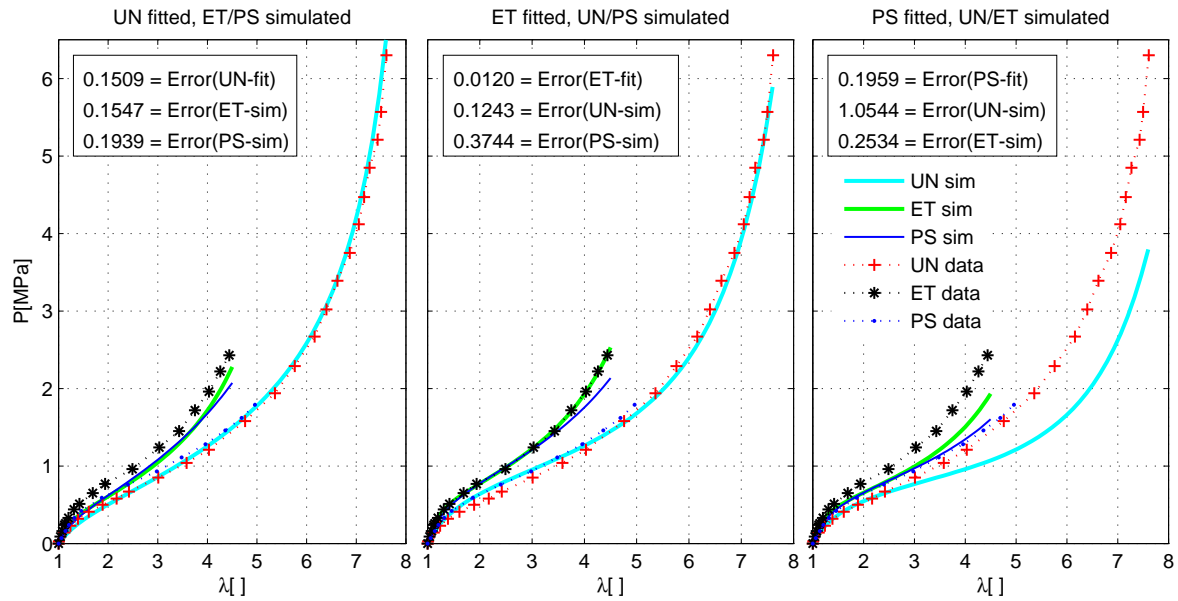 UN fitted, ET/PS simulated
ET fitted, UN/PS simulated
PS fitted, UN/ET simulated
P[MPa]
6
5
4
3
2
1
0
0.1509 = Error(UN-fit)
0.1547 = Error(ET-sim)
0.1939 = Error(PS-sim)
0.0120 = Error(ET-fit)
0.1243 = Error(UN-sim)
0.3744 = Error(PS-sim)
0.1959 = Error(PS-fit)
1.0544 = Error(UN-sim)
0.2534 = Error(ET-sim)
UN sim
ET sim
PS sim
UN data
ET data
PS data
1 2 3 4 5 6 7 8
1 2 3 4 5 6 7 8
1 2 3 4 5 6 7 8
λ[ ]
λ[ ]
λ[ ]